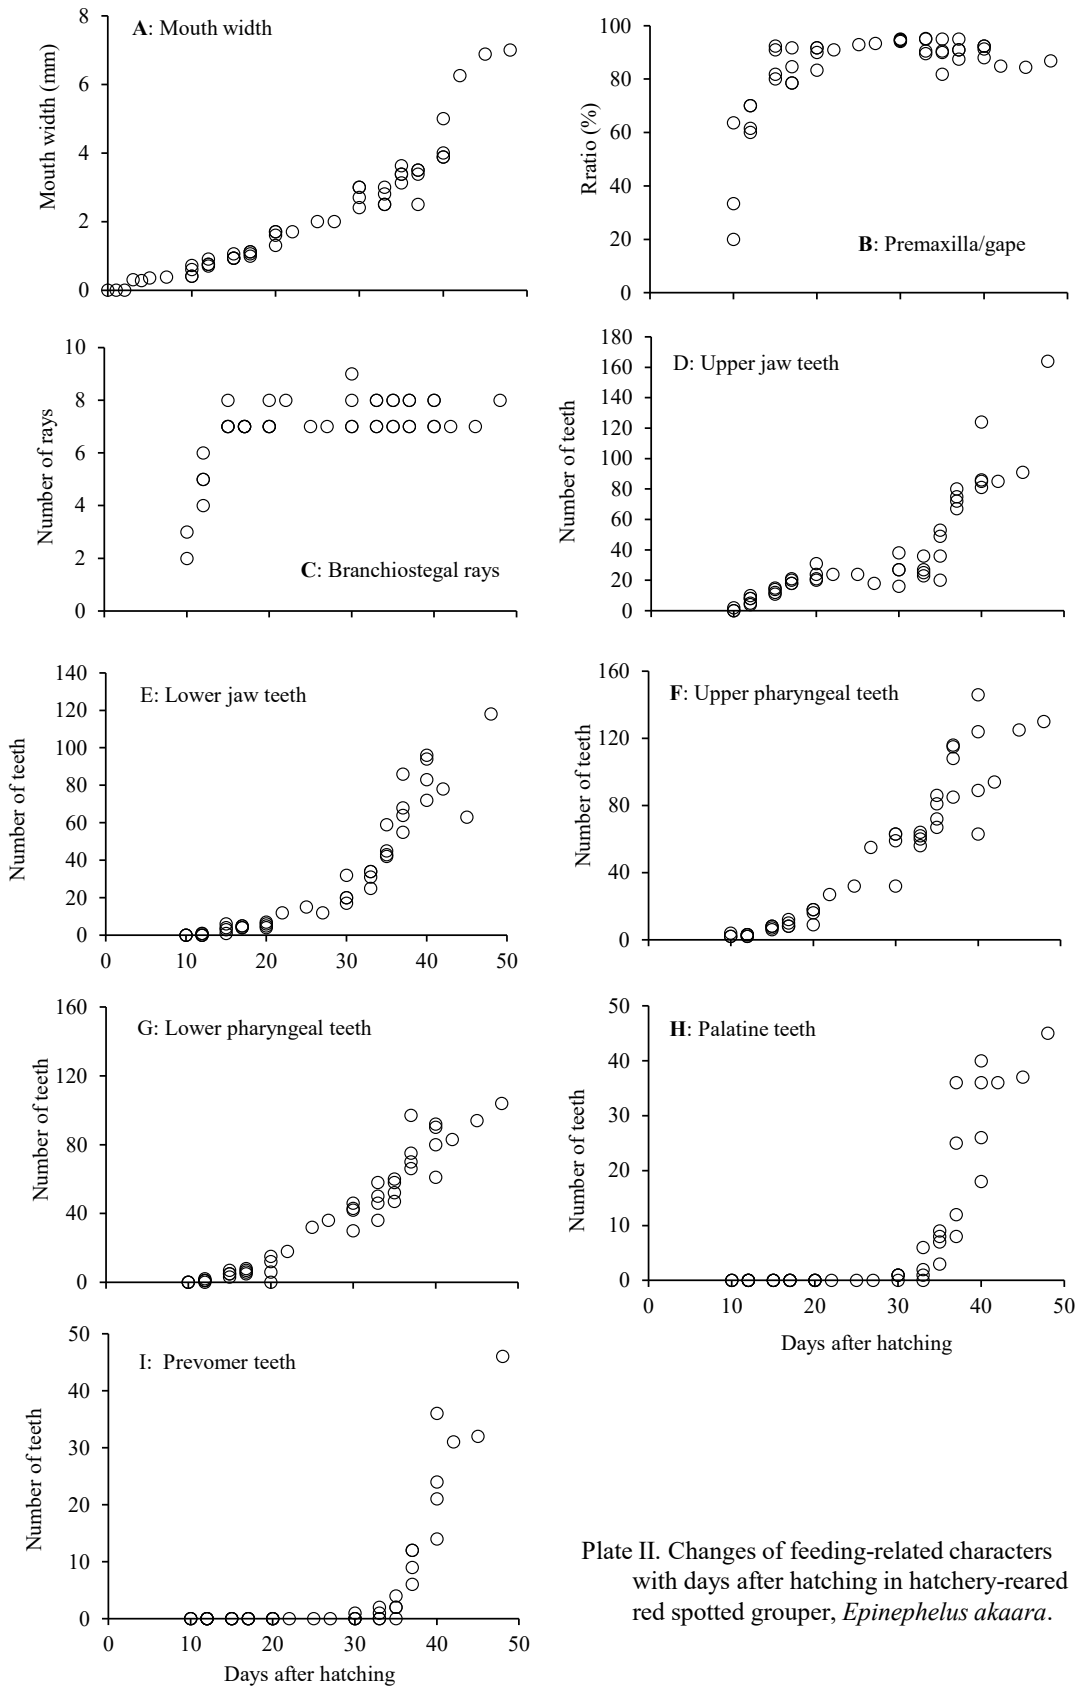 A: Mouth width
Mouth width (mm)
8
6
4
2
0
B: Premaxilla/gape
Rratio (%)
100
80
60
40
20
0
C: Branchiostegal rays
Number of rays
10
8
6
4
2
0
D: Upper jaw teeth
Number of teeth
180
160
140
120
100
80
60
40
20
0
E: Lower jaw teeth
Number of teeth
140
120
100
80
60
40
20
0
0 10 20 30 40 50
F: Upper pharyngeal teeth
Number of teeth
160
120
80
40
0
G: Lower pharyngeal teeth
Number of teeth
160
120
80
40
0
H: Palatine teeth
Number of teeth
50
40
30
20
10
0
0 10 20 30 40 50
Days after hatching
I: Prevomer teeth
Number of teeth
50
40
30
20
10
0
0 10 20 30 40 50
Days after hatching
Plate II. Changes of feeding-related characters
with days after hatching in hatchery-reared
red spotted grouper, Epinephelus akaara.